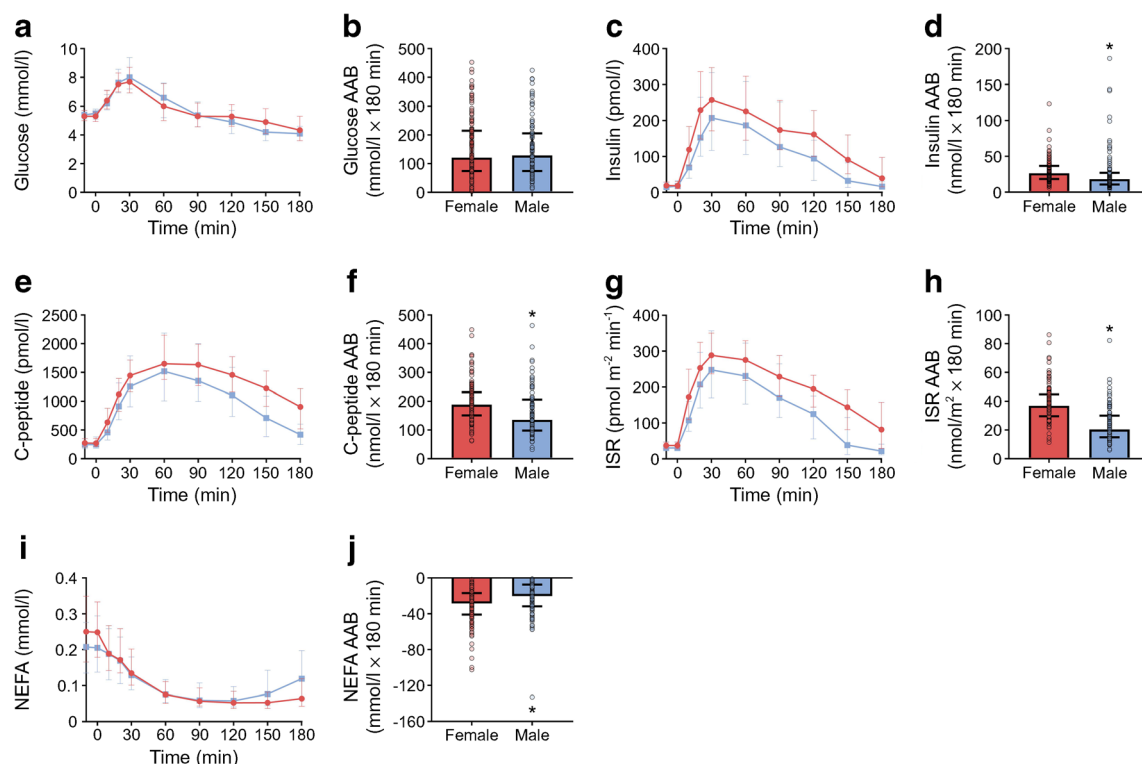 a
Glucose (mmol/l)
10
8
6
4
2
0
0 30 60 90 120 150 180
Time (min)
b
Glucose AAB
(mmol/l × 180 min)
500
400
300
200
100
0
Female Male
c
Insulin (pmol/l)
400
300
200
100
0
0 30 60 90 120 150 180
Time (min)
d
Insulin AAB
(nmol/l × 180 min)
200
150
100
50
0
*
Female Male
e
C-peptide (pmol/l)
2500
2000
1500
1000
500
0
0 30 60 90 120 150 180
Time (min)
f
C-peptide AAB
(nmol/l × 180 min)
500
400
300
200
100
0
*
Female Male
g
ISR (pmol m⁻² min⁻¹)
400
300
200
100
0
0 30 60 90 120 150 180
Time (min)
h
ISR AAB
(nmol/m² × 180 min)
100
80
60
40
20
0
*
Female Male
i
NEFA (mmol/l)
0.4
0.3
0.2
0.1
0
0 30 60 90 120 150 180
Time (min)
j
NEFA AAB
(mmol/l × 180 min)
0
-40
-80
-120
-160
*
Female Male